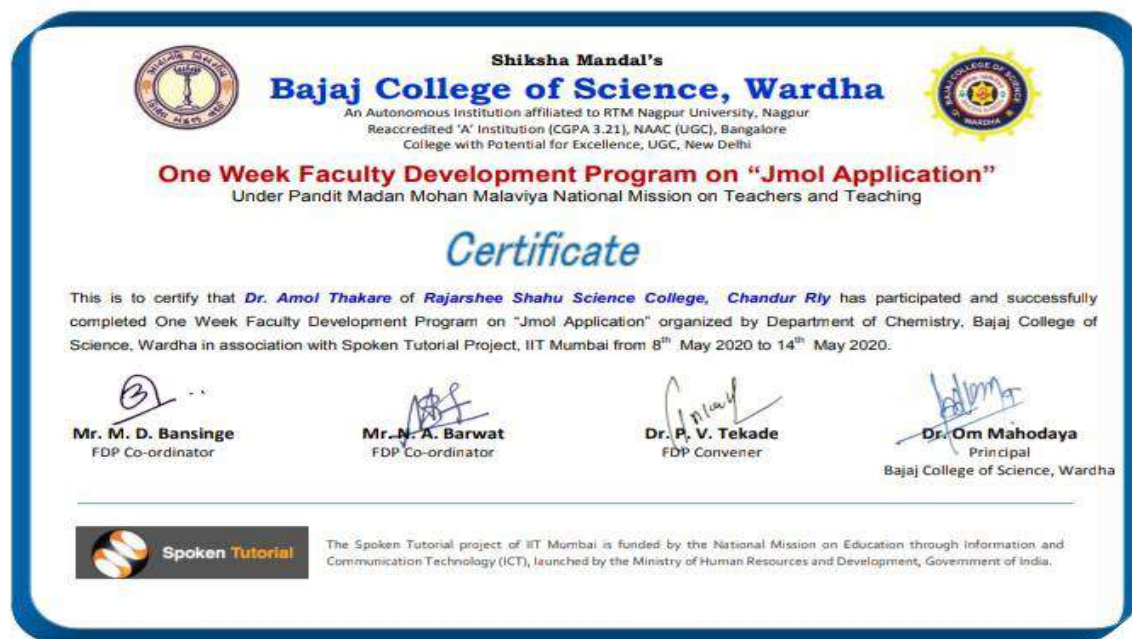 Shiksha Mandal's
Bajaj College of Science, Wardha
An Autonomous Institution affiliated to RTM Nagpur University, Nagpur
Reaccredited 'A' Institution (CGPA 3.21), NAAC (UGC), Bangalore
College with Potential for Excellence, UGC, New Delhi
BAJAJ COLLEGE OF SCIENCE
WARDHA
One Week Faculty Development Program on “Jmol Application”
Under Pandit Madan Mohan Malaviya National Mission on Teachers and Teaching
Certificate
This is to certify that Dr. Amol Thakare of Rajarshee Shahu Science College, Chandur Rly has participated and successfully
completed One Week Faculty Development Program on “Jmol Application” organized by Department of Chemistry, Bajaj College of
Science, Wardha in association with Spoken Tutorial Project, IIT Mumbai from 8th May 2020 to 14th May 2020.
Mr. M. D. Bansinge
FDP Co-ordinator
Mr. N. A. Barwat
FDP Co-ordinator
Dr. P. V. Tekade
FDP Convener
Dr. Om Mahodaya
Principal
Bajaj College of Science, Wardha
Spoken Tutorial
The Spoken Tutorial project of IIT Mumbai is funded by the National Mission on Education through Information and
Communication Technology (ICT), launched by the Ministry of Human Resources and Development, Government of India.